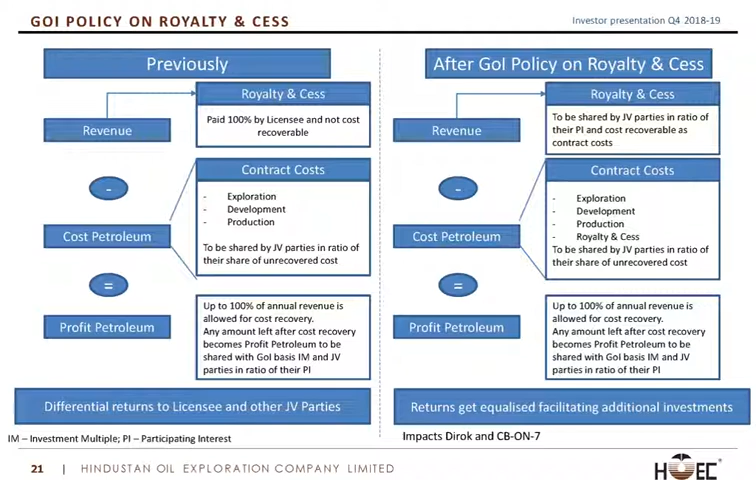 GOI POLICY ON ROYALTY & CESS
Investor presentation Q4 2018-19
Previously
Royalty & Cess
Revenue
Paid 100% by Licensee and not cost
recoverable
-
Contract Costs
- Exploration
- Development
- Production
To be shared by JV parties in ratio of
their share of unrecovered cost
Cost Petroleum
=
Profit Petroleum
Up to 100% of annual revenue is
allowed for cost recovery.
Any amount left after cost recovery
becomes Profit Petroleum to be
shared with GoI basis IM and JV
parties in ratio of their PI
Differential returns to Licensee and other JV Parties
IM – Investment Multiple; PI – Participating Interest
After GoI Policy on Royalty & Cess
Royalty & Cess
Revenue
To be shared by JV parties in ratio of
their PI and cost recoverable as
contract costs
-
Contract Costs
- Exploration
- Development
- Production
- Royalty & Cess
To be shared by JV parties in ratio of
their share of unrecovered cost
Cost Petroleum
=
Profit Petroleum
Up to 100% of annual revenue is
allowed for cost recovery.
Any amount left after cost recovery
becomes Profit Petroleum to be
shared with GoI basis IM and JV
parties in ratio of their PI
Returns get equalised facilitating additional investments
Impacts Dirok and CB-ON-7
21 | HINDUSTAN OIL EXPLORATION COMPANY LIMITED
HOEC